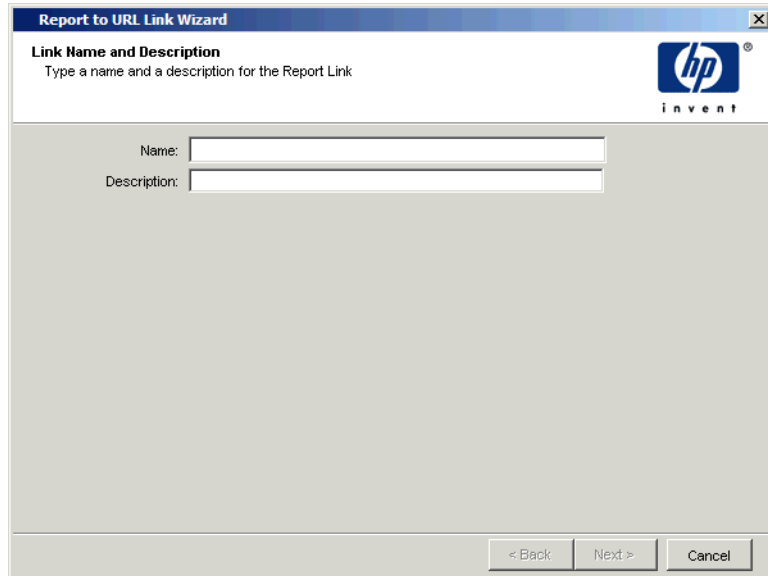 Report to URL Link Wizard
Link Name and Description
Type a name and a description for the Report Link
hp
®
invent
Name:
Description:
< Back
Next >
Cancel